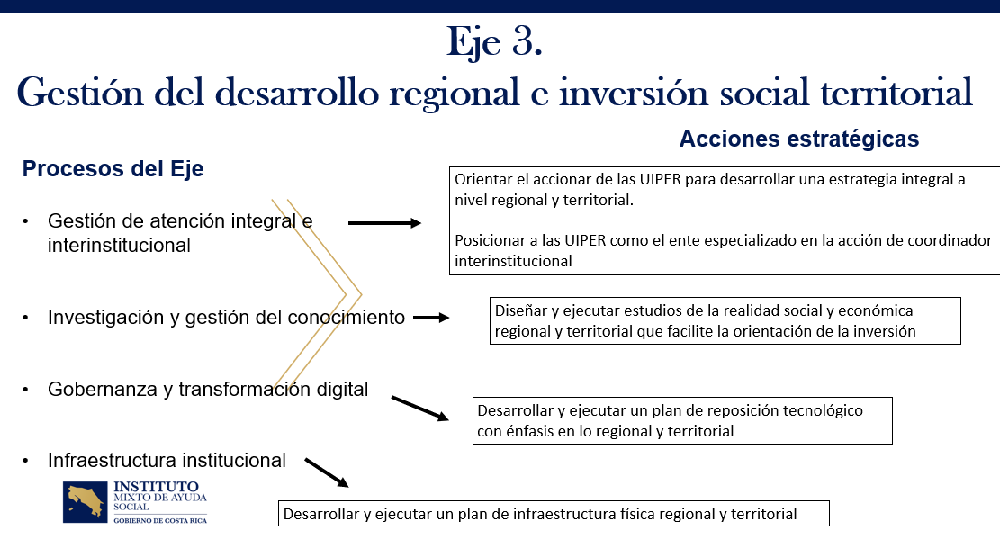 Eje 3.
Gestión del desarrollo regional e inversión social territorial
Acciones estratégicas
Procesos del Eje
Orientar el accionar de las UIPER para desarrollar una estrategia integral a
nivel regional y territorial.
Posicionar a las UIPER como el ente especializado en la acción de coordinador
interinstitucional
• Gestión de atención integral e
interinstitucional
• Investigación y gestión del conocimiento
Diseñar y ejecutar estudios de la realidad social y económica
regional y territorial que facilite la orientación de la inversión
• Gobernanza y transformación digital
Desarrollar y ejecutar un plan de reposición tecnológico
con énfasis en lo regional y territorial
• Infraestructura institucional
INSTITUTO
MIXTO DE AYUDA
SOCIAL
GOBIERNO DE COSTA RICA
Desarrollar y ejecutar un plan de infraestructura física regional y territorial